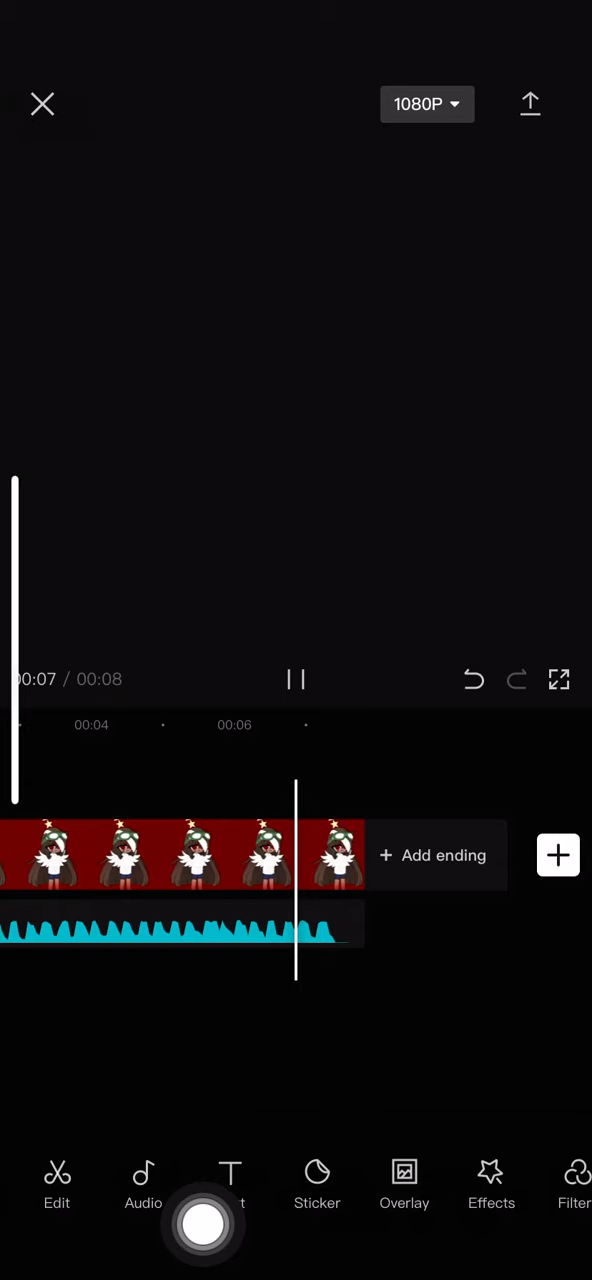 1080P
00:07 / 00:08
00:04
00:06
+ Add ending
Edit
Audio
Sticker
Overlay
Effects
Filter